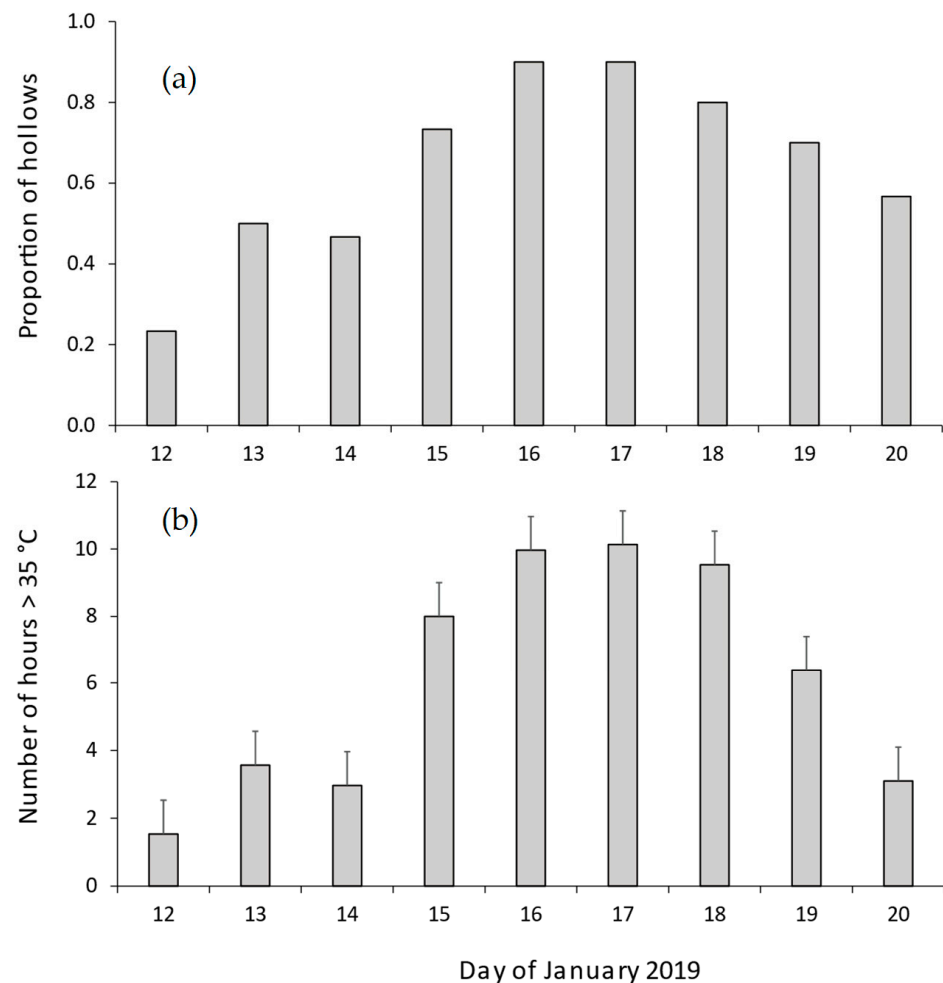 (a)
Proportion of hollows
1.0
0.8
0.6
0.4
0.2
0.0
12 13 14 15 16 17 18 19 20
(b)
Number of hours > 35 °C
12
10
8
6
4
2
0
12 13 14 15 16 17 18 19 20
Day of January 2019